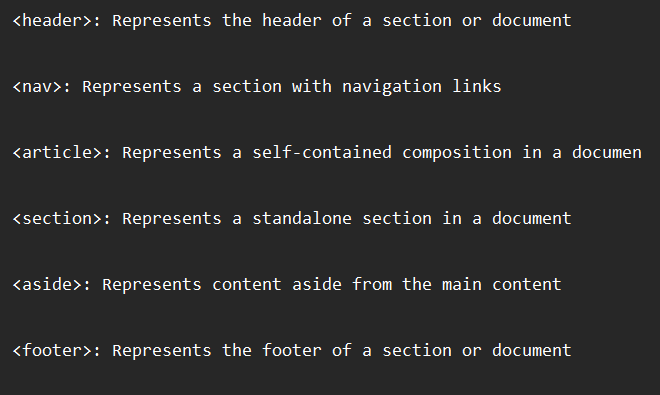 <header>: Represents the header of a section or document
<nav>: Represents a section with navigation links
<article>: Represents a self-contained composition in a documen
<section>: Represents a standalone section in a document
<aside>: Represents content aside from the main content
<footer>: Represents the footer of a section or document